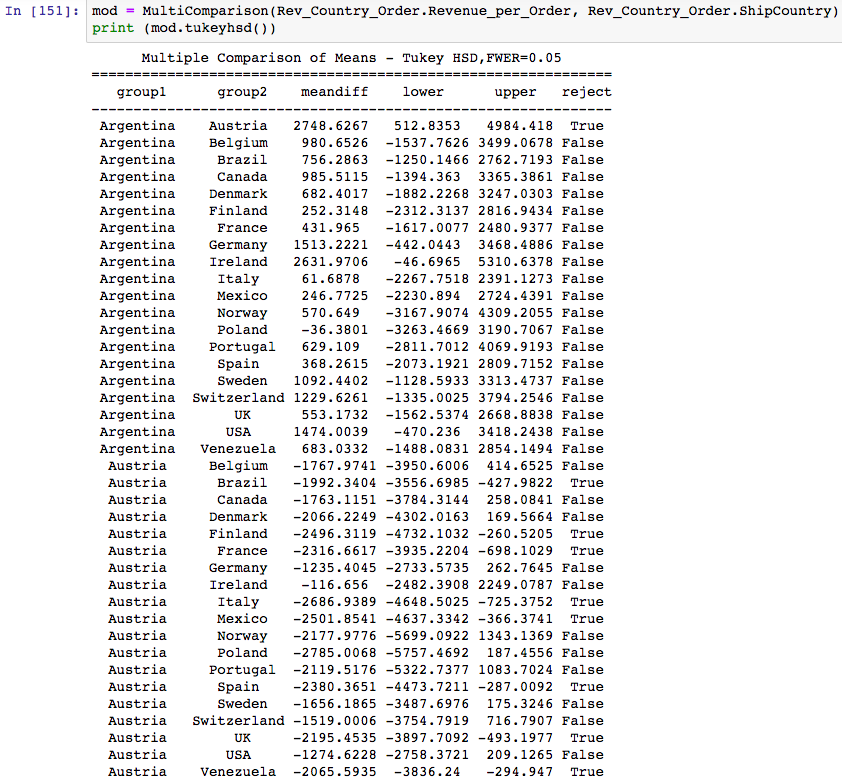 In [151]: mod = MultiComparison(Rev_Country_Order.Revenue_per_Order, Rev_Country_Order.ShipCountry)
print (mod.tukeyhsd())
Multiple Comparison of Means - Tukey HSD,FWER=0.05
==============================================================
group1 group2 meandiff lower upper reject
--------------------------------------------------------------
Argentina Austria 2748.6267 512.8353 4984.418 True
Argentina Belgium 980.6526 -1537.7626 3499.0678 False
Argentina Brazil 756.2863 -1250.1466 2762.7193 False
Argentina Canada 985.5115 -1394.363 3365.3861 False
Argentina Denmark 682.4017 -1882.2268 3247.0303 False
Argentina Finland 252.3148 -2312.3137 2816.9434 False
Argentina France 431.965 -1617.0077 2480.9377 False
Argentina Germany 1513.2221 -442.0443 3468.4886 False
Argentina Ireland 2631.9706 -46.6965 5310.6378 False
Argentina Italy 61.6878 -2267.7518 2391.1273 False
Argentina Mexico 246.7725 -2230.894 2724.4391 False
Argentina Norway 570.649 -3167.9074 4309.2055 False
Argentina Poland -36.3801 -3263.4669 3190.7067 False
Argentina Portugal 629.109 -2811.7012 4069.9193 False
Argentina Spain 368.2615 -2073.1921 2809.7152 False
Argentina Sweden 1092.4402 -1128.5933 3313.4737 False
Argentina Switzerland 1229.6261 -1335.0025 3794.2546 False
Argentina UK 553.1732 -1562.5374 2668.8838 False
Argentina USA 1474.0039 -470.236 3418.2438 False
Argentina Venezuela 683.0332 -1488.0831 2854.1494 False
Austria Belgium -1767.9741 -3950.6006 414.6525 False
Austria Brazil -1992.3404 -3556.6985 -427.9822 True
Austria Canada -1763.1151 -3784.3144 258.0841 False
Austria Denmark -2066.2249 -4302.0163 169.5664 False
Austria Finland -2496.3119 -4732.1032 -260.5205 True
Austria France -2316.6617 -3935.2204 -698.1029 True
Austria Germany -1235.4045 -2733.5735 262.7645 False
Austria Ireland -116.656 -2482.3908 2249.0787 False
Austria Italy -2686.9389 -4648.5025 -725.3752 True
Austria Mexico -2501.8541 -4637.3342 -366.3741 True
Austria Norway -2177.9776 -5699.0922 1343.1369 False
Austria Poland -2785.0068 -5757.4692 187.4556 False
Austria Portugal -2119.5176 -5322.7377 1083.7024 False
Austria Spain -2380.3651 -4473.7211 -287.0092 True
Austria Sweden -1656.1865 -3487.6976 175.3246 False
Austria Switzerland -1519.0006 -3754.7919 716.7907 False
Austria UK -2195.4535 -3897.7092 -493.1977 True
Austria USA -1274.6228 -2758.3721 209.1265 False
Austria Venezuela -2065.5935 -3836.24 -294.947 True